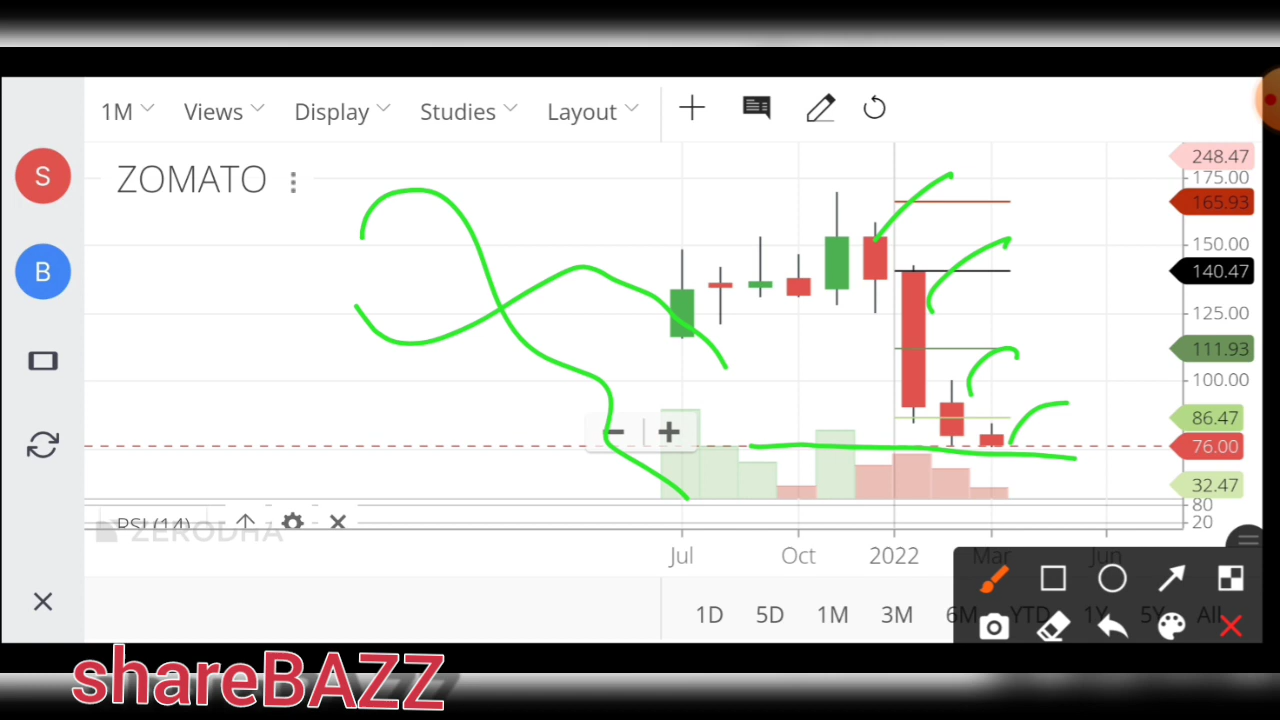 1M Views Display Studies Layout
ZOMATO
S
B
248.47
175.00
165.93
150.00
140.47
125.00
111.93
100.00
86.47
76.00
32.47
80
20
RSI (14)
ZERODHA
Jul Oct 2022 Mar Jun
1D 5D 1M 3M 6M YTD 1Y 5Y All
shareBAZZ